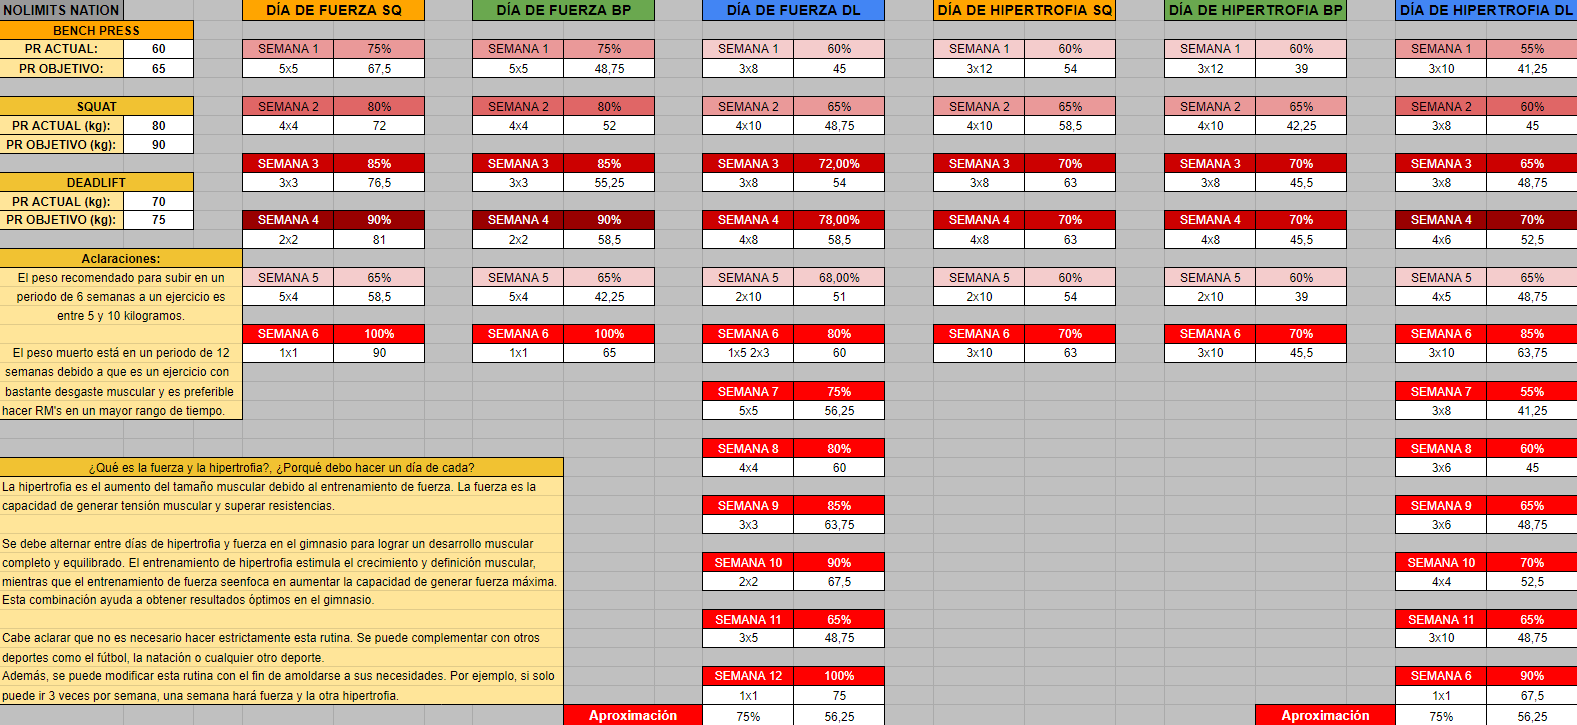 NOLIMITS NATION DÍA DE FUERZA SQ DÍA DE FUERZA BP DÍA DE FUERZA DL DÍA DE HIPERTROFIA SQ DÍA DE HIPERTROFIA BP DÍA DE HIPERTROFIA DL
BENCH PRESS
PR ACTUAL: 60 SEMANA 1 75% SEMANA 1 75% SEMANA 1 60% SEMANA 1 60% SEMANA 1 60% SEMANA 1 55%
PR OBJETIVO: 65 5x5 67,5 5x5 48,75 3x8 45 3x12 54 3x12 39 3x10 41,25
SQUAT SEMANA 2 80% SEMANA 2 80% SEMANA 2 65% SEMANA 2 65% SEMANA 2 65% SEMANA 2 60%
PR ACTUAL (kg): 80 4x4 72 4x4 52 4x10 48,75 4x10 58,5 4x10 42,25 3x8 45
PR OBJETIVO (kg): 90
SEMANA 3 85% SEMANA 3 85% SEMANA 3 72,00% SEMANA 3 70% SEMANA 3 70% SEMANA 3 65%
DEADLIFT 3x3 76,5 3x3 55,25 3x8 54 3x8 63 3x8 45,5 3x8 48,75
PR ACTUAL (kg): 70
PR OBJETIVO (kg): 75 SEMANA 4 90% SEMANA 4 90% SEMANA 4 78,00% SEMANA 4 70% SEMANA 4 70% SEMANA 4 70%
2x2 81 2x2 58,5 4x8 58,5 4x8 63 4x8 45,5 4x6 52,5
Aclaraciones:
El peso recomendado para subir en un SEMANA 5 65% SEMANA 5 65% SEMANA 5 68,00% SEMANA 5 60% SEMANA 5 60% SEMANA 5 65%
periodo de 6 semanas a un ejercicio es 5x4 58,5 5x4 42,25 2x10 51 2x10 54 2x10 39 4x5 48,75
entre 5 y 10 kilogramos.
SEMANA 6 100% SEMANA 6 100% SEMANA 6 80% SEMANA 6 70% SEMANA 6 70% SEMANA 6 85%
El peso muerto está en un periodo de 12 1x1 90 1x1 65 1x5 2x3 60 3x10 63 3x10 45,5 3x10 63,75
semanas debido a que es un ejercicio con
bastante desgaste muscular y es preferible SEMANA 7 75% SEMANA 7 55%
hacer RM's en un mayor rango de tiempo. 5x5 56,25 3x8 41,25
SEMANA 8 80% SEMANA 8 60%
¿Qué es la fuerza y la hipertrofia?, ¿Porqué debo hacer un día de cada? 4x4 60 3x6 45
La hipertrofia es el aumento del tamaño muscular debido al entrenamiento de fuerza. La fuerza es la
capacidad de generar tensión muscular y superar resistencias. SEMANA 9 85% SEMANA 9 65%
3x3 63,75 3x6 48,75
Se debe alternar entre días de hipertrofia y fuerza en el gimnasio para lograr un desarrollo muscular
completo y equilibrado. El entrenamiento de hipertrofia estimula el crecimiento y definición muscular, SEMANA 10 90% SEMANA 10 70%
mientras que el entrenamiento de fuerza seenfoca en aumentar la capacidad de generar fuerza máxima. 2x2 67,5 4x4 52,5
Esta combinación ayuda a obtener resultados óptimos en el gimnasio.
SEMANA 11 65% SEMANA 11 65%
Cabe aclarar que no es necesario hacer estrictamente esta rutina. Se puede complementar con otros 3x5 48,75 3x10 48,75
deportes como el fútbol, la natación o cualquier otro deporte.
Además, se puede modificar esta rutina con el fin de amoldarse a sus necesidades. Por ejemplo, si solo SEMANA 12 100% SEMANA 6 90%
puede ir 3 veces por semana, una semana hará fuerza y la otra hipertrofia. 1x1 75 1x1 67,5
Aproximación 75% 56,25 Aproximación 75% 56,25